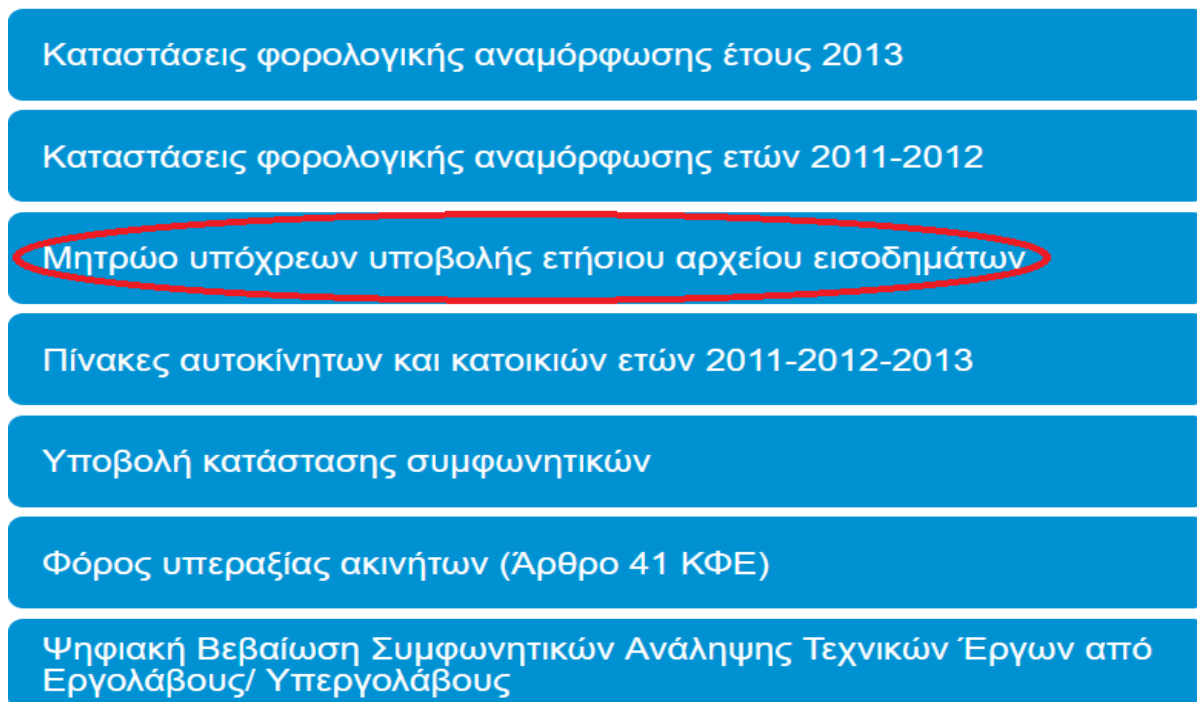 Καταστάσεις φορολογικής αναμόρφωσης έτους 2013
Καταστάσεις φορολογικής αναμόρφωσης ετών 2011-2012
Μητρώο υπόχρεων υποβολής ετήσιου αρχείου εισοδημάτων
Πίνακες αυτοκίνητων και κατοικιών ετών 2011-2012-2013
Υποβολή κατάστασης συμφωνητικών
Φόρος υπεραξίας ακινήτων (Άρθρο 41 ΚΦΕ)
Ψηφιακή Βεβαίωση Συμφωνητικών Ανάληψης Τεχνικών Έργων από
Εργολάβους/ Υπεργολάβους